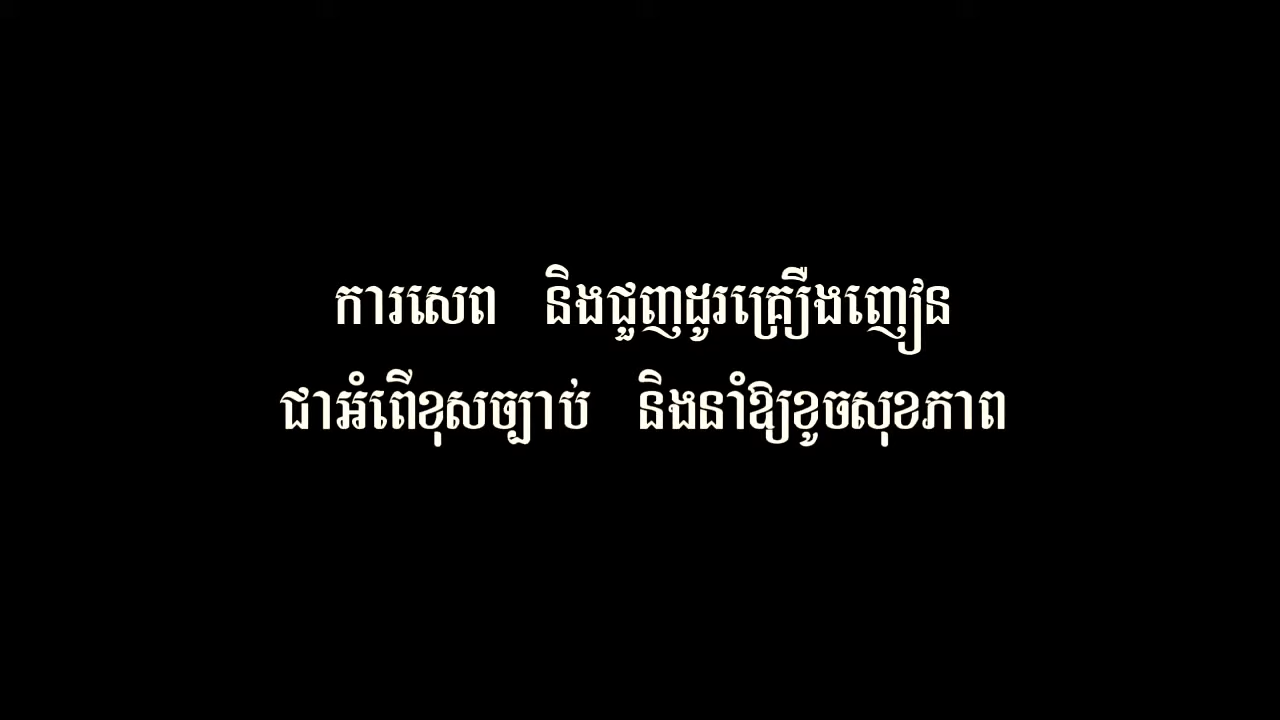 ការសេព និងជួញដូរគ្រឿងញៀន
ជាអំពើខុសច្បាប់ និងនាំឱ្យខូចសុខភាព